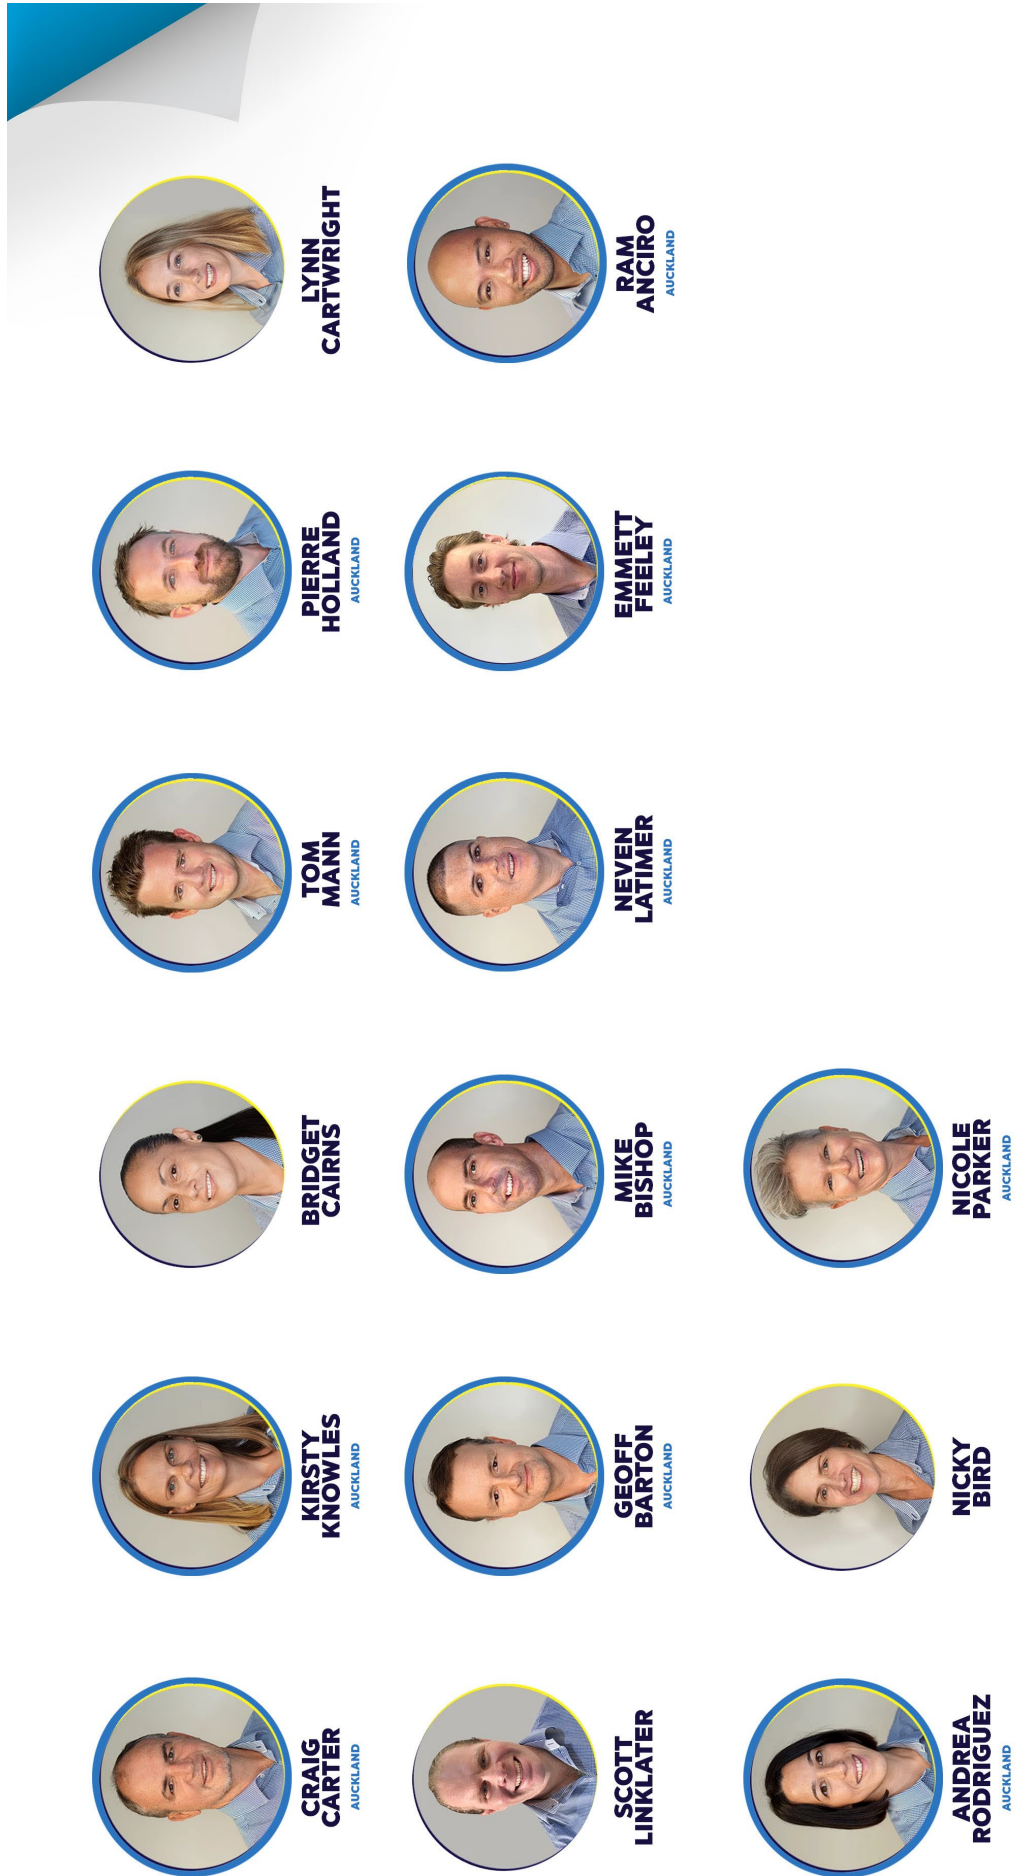 CRAIG
CARTER
AUCKLAND
KIRSTY
KNOWLES
AUCKLAND
BRIDGET
CAIRNS
TOM
MANN
AUCKLAND
PIERRE
HOLLAND
AUCKLAND
LYNN
CARTWRIGHT
SCOTT
LINKLATER
GEOFF
BARTON
AUCKLAND
MIKE
BISHOP
AUCKLAND
NEVEN
LATIMER
AUCKLAND
EMMETT
FEELEY
AUCKLAND
RAM
ANCIRO
AUCKLAND
ANDREA
RODRIGUEZ
AUCKLAND
NICKY
BIRD
NICOLE
PARKER
AUCKLAND